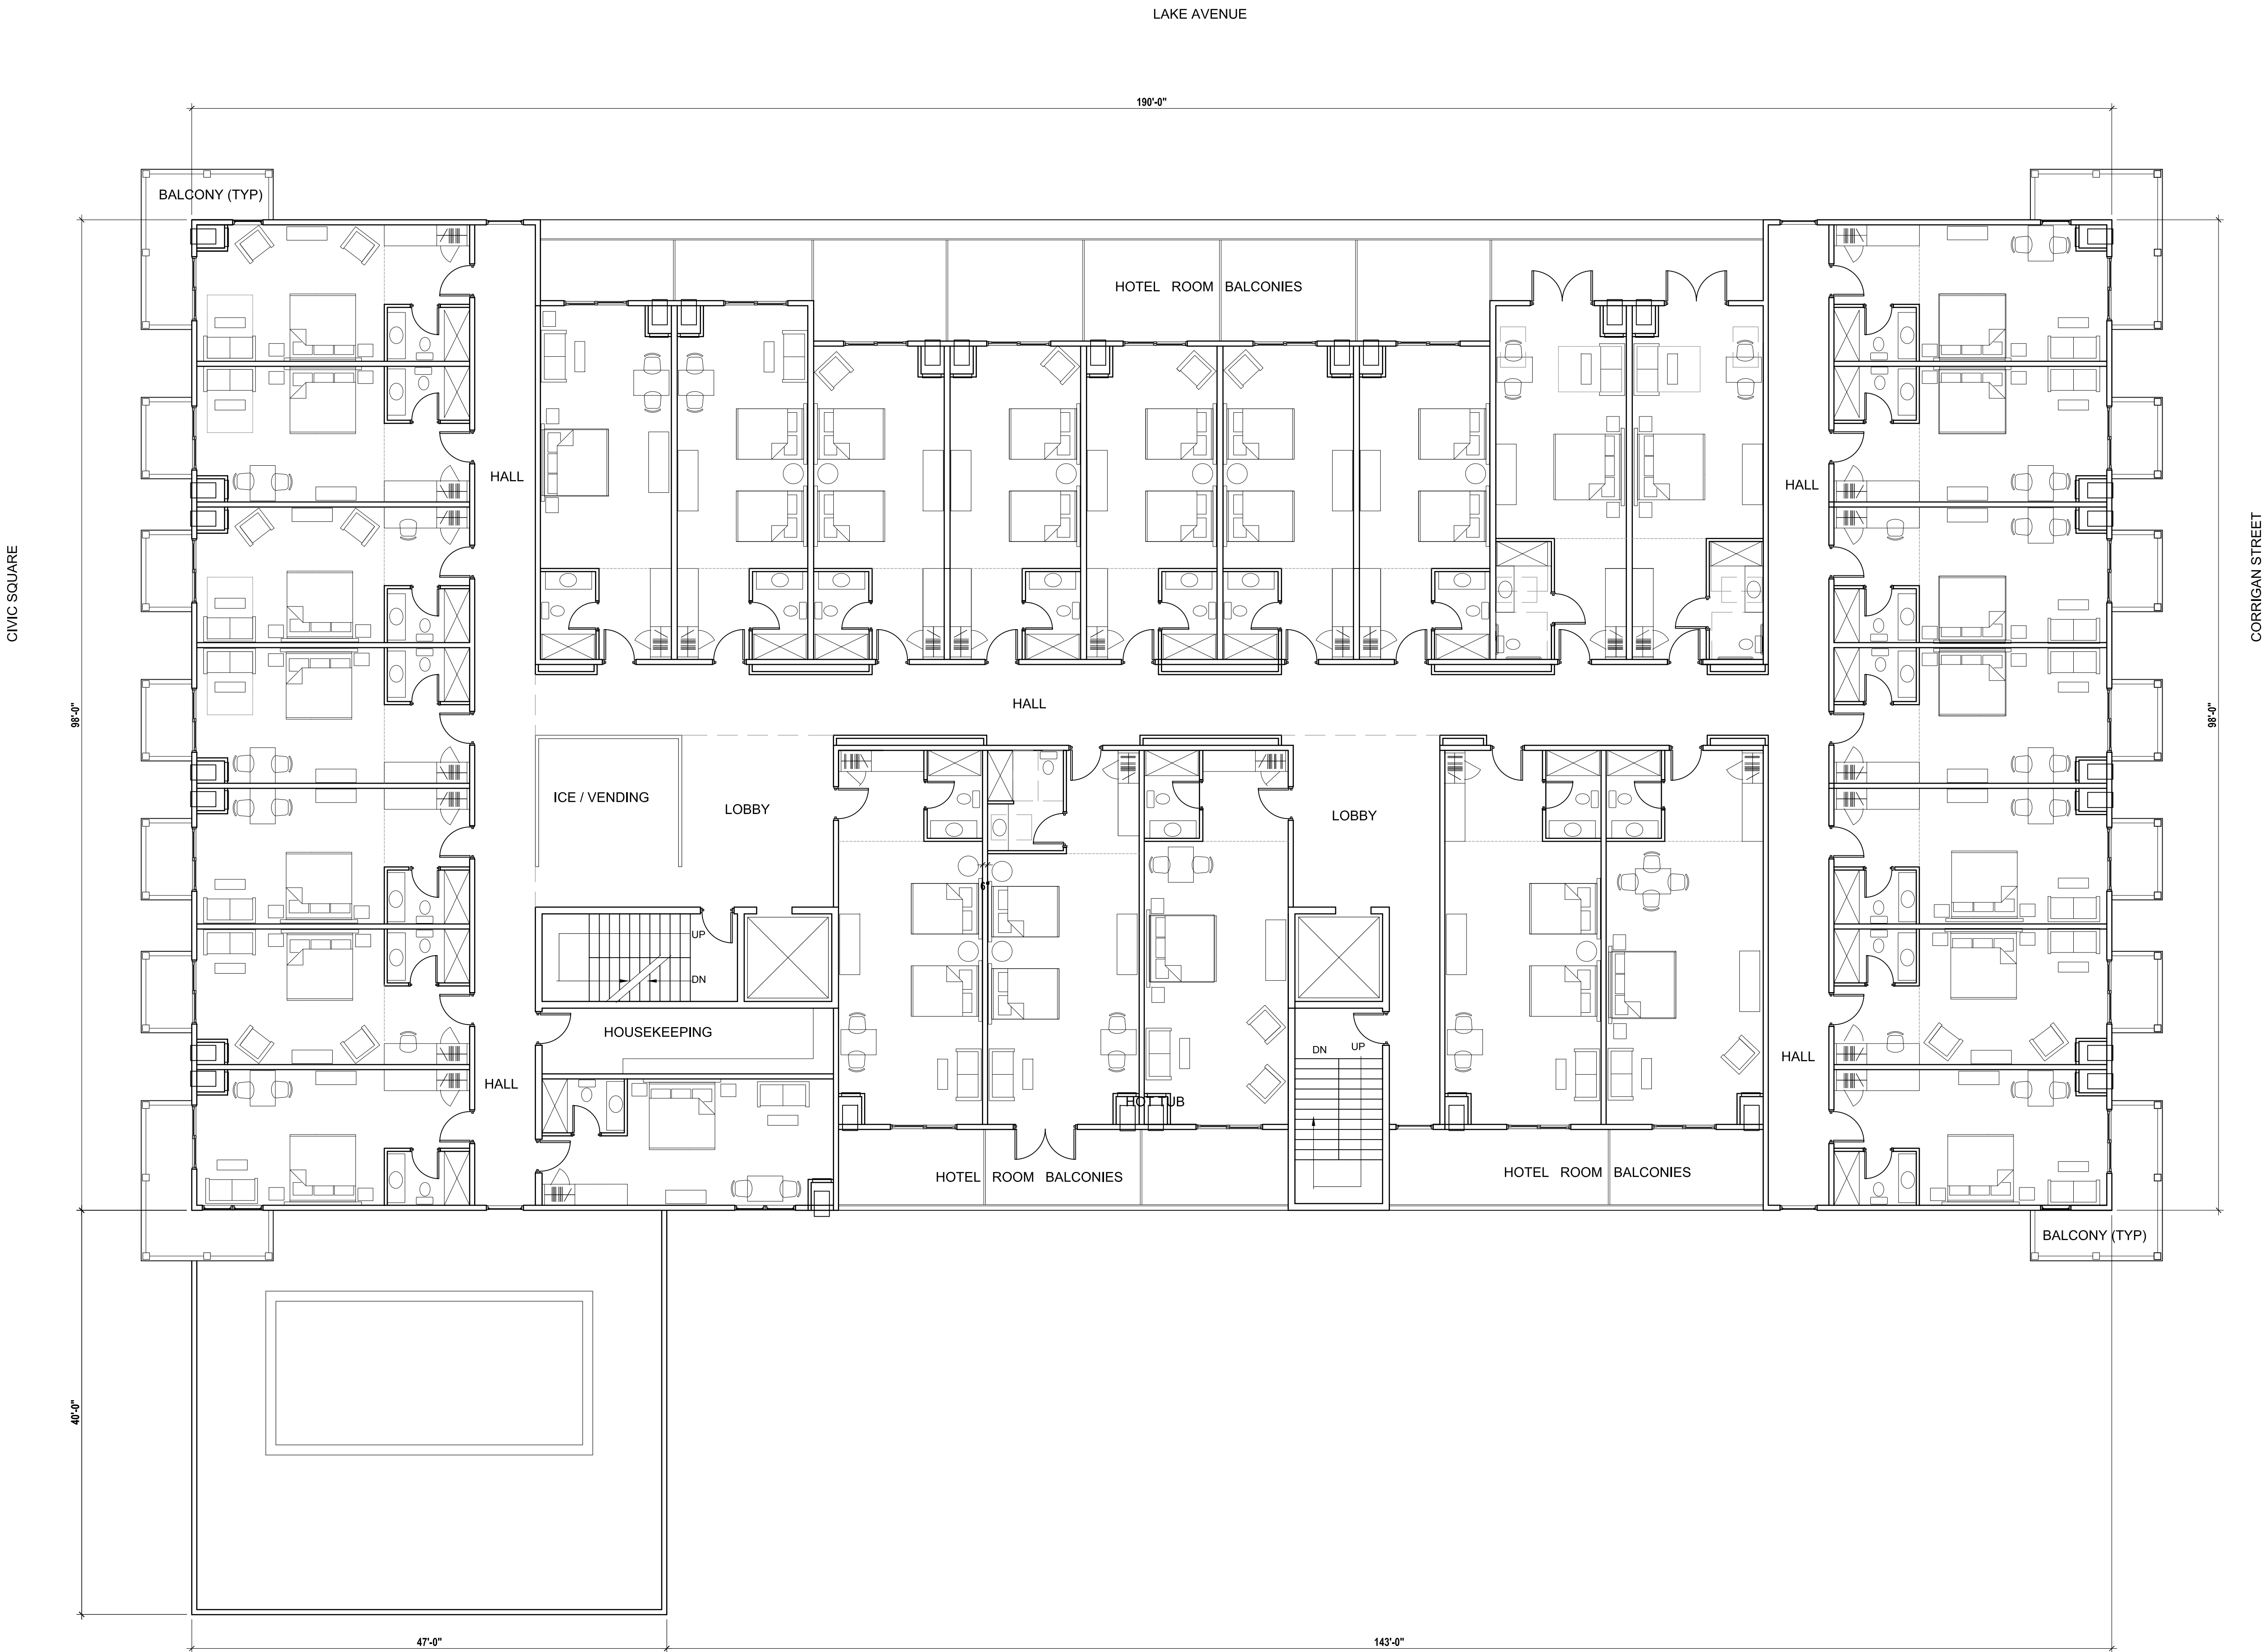 LAKE AVENUE
190'-0"
BALCONY (TYP)
HOTEL ROOM BALCONIES
HALL
HALL
CIVIC SQUARE
CORRIGAN STREET
98'-0"
HALL
98'-0"
ICE / VENDING
LOBBY
LOBBY
6"
UP
DN
HOUSEKEEPING
DN
UP
HALL
HALL
HOT TUB
HOTEL ROOM BALCONIES
HOTEL ROOM BALCONIES
BALCONY (TYP)
40'-0"
47'-0"
143'-0"